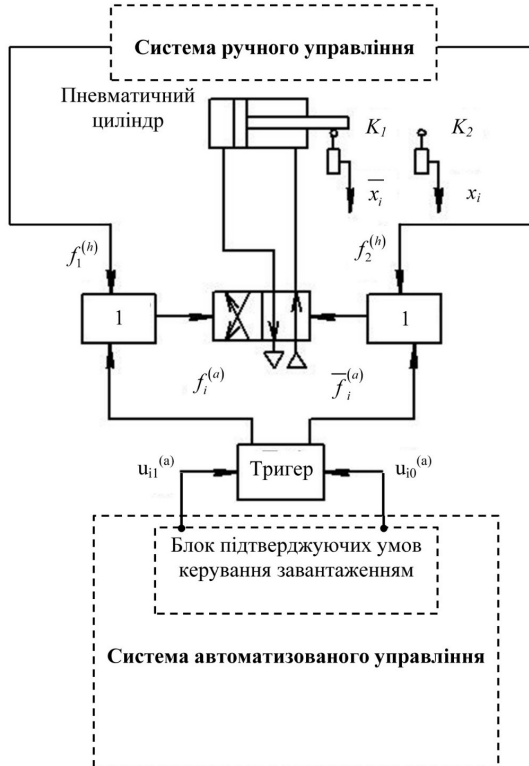 Система ручного управління
Пневматичний
циліндр
K₁
K₂
x̅ᵢ
xᵢ
f₁⁽ʰ⁾
f₂⁽ʰ⁾
1
1
fᵢ⁽ᵃ⁾
f̅ᵢ⁽ᵃ⁾
uᵢ₁⁽ᵃ⁾
Тригер
uᵢ₀⁽ᵃ⁾
Блок підтверджуючих умов
керування завантаженням
Система автоматизованого управління